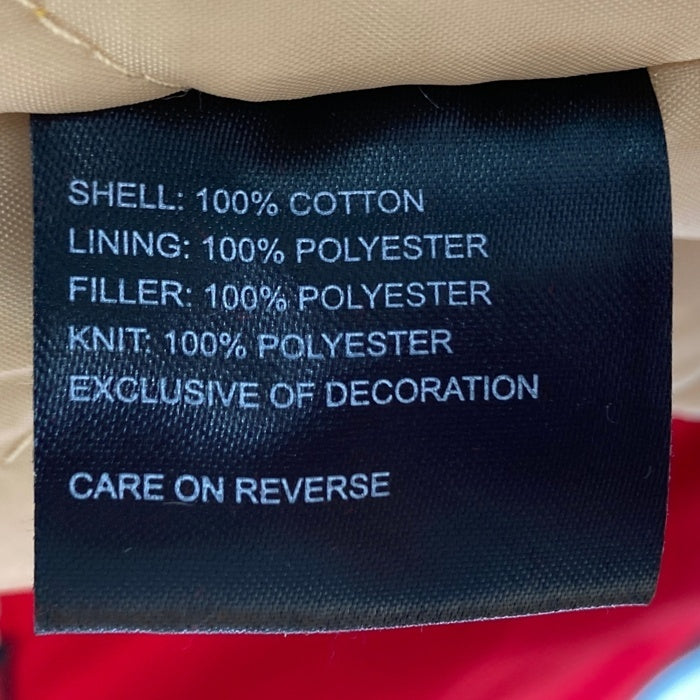 SHELL: 100% COTTON
LINING: 100% POLYESTER
FILLER: 100% POLYESTER
KNIT: 100% POLYESTER
EXCLUSIVE OF DECORATION
CARE ON REVERSE